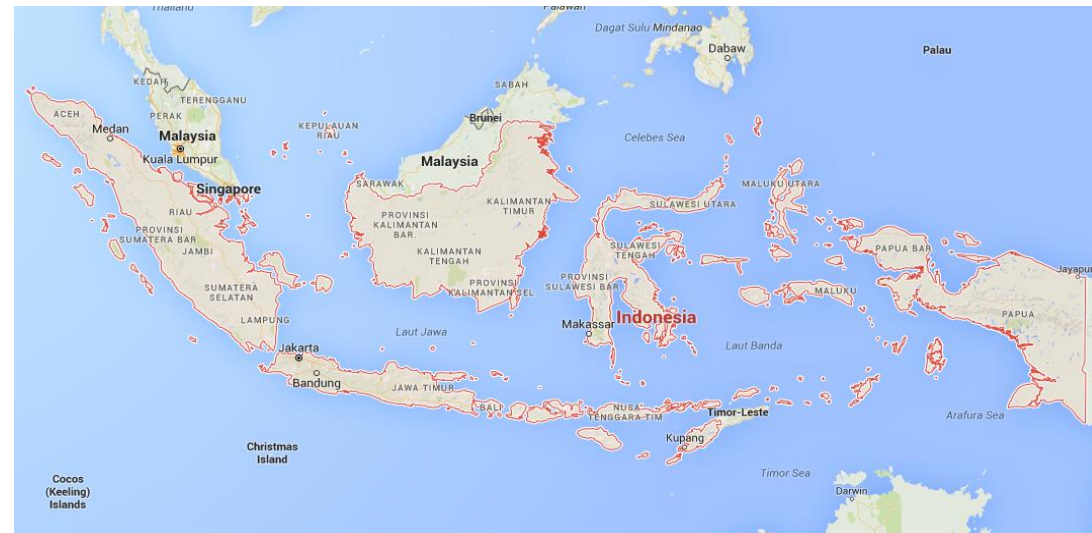 Thailand
Palawan
Dagat Sulu
Mindanao
Dabaw
Palau
KEDAH
TERENGGANU
SABAH
ACEH
PERAK
Medan
Malaysia
Kuala Lumpur
KEPULAUAN
RIAU
Brunei
Celebes Sea
Malaysia
SARAWAK
Singapore
MALUKU UTARA
RIAU
KALIMANTAN
TIMUR
SULAWESI UTARA
PROVINSI
KALIMANTAN
BAR.
PROVINSI
SUMATERA BAR
JAMBI
KALIMANTAN
TENGAH
SULAWESI
TENGAH
PAPUA BAR
Jayapur
SUMATERA
SELATAN
PROVINSI
KALIMANTAN SEL
PROVINSI
SULAWESI BAR
MALUKU
PAPUA
LAMPUNG
Makassar
Indonesia
Laut Jawa
Laut Banda
Jakarta
Bandung
JAWA TIMUR
BALI
NUSA
TENGGARA TIM
Timor-Leste
Arafura Sea
Kupang
Christmas
Island
Timor Sea
Cocos
(Keeling)
Islands
Darwin